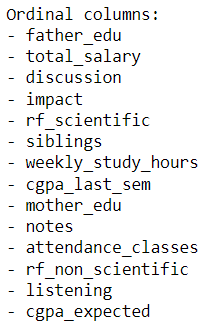 Ordinal columns:
- father_edu
- total_salary
- discussion
- impact
- rf_scientific
- siblings
- weekly_study_hours
- cgpa_last_sem
- mother_edu
- notes
- attendance_classes
- rf_non_scientific
- listening
- cgpa_expected